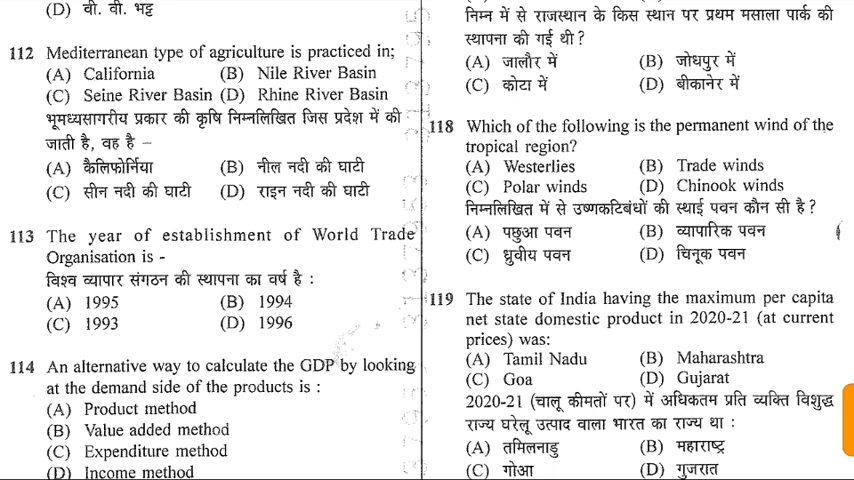 (D) वी. वी. भट्ट
112 Mediterranean type of agriculture is practiced in;
(A) California (B) Nile River Basin
(C) Seine River Basin (D) Rhine River Basin
भूमध्यसागरीय प्रकार की कृषि निम्नलिखित जिस प्रदेश में की
जाती है, वह है –
(A) कैलिफोर्निया (B) नील नदी की घाटी
(C) सीन नदी की घाटी (D) राइन नदी की घाटी
113 The year of establishment of World Trade
Organisation is -
विश्व व्यापार संगठन की स्थापना का वर्ष है :
(A) 1995 (B) 1994
(C) 1993 (D) 1996
114 An alternative way to calculate the GDP by looking
at the demand side of the products is :
(A) Product method
(B) Value added method
(C) Expenditure method
(D) Income method
निम्न में से राजस्थान के किस स्थान पर प्रथम मसाला पार्क की
स्थापना की गई थी ?
(A) जालौर में (B) जोधपुर में
(C) कोटा में (D) बीकानेर में
118 Which of the following is the permanent wind of the
tropical region?
(A) Westerlies (B) Trade winds
(C) Polar winds (D) Chinook winds
निम्नलिखित में से उष्णकटिबंधों की स्थाई पवन कौन सी है ?
(A) पछुआ पवन (B) व्यापारिक पवन
(C) ध्रुवीय पवन (D) चिनूक पवन
119 The state of India having the maximum per capita
net state domestic product in 2020-21 (at current
prices) was:
(A) Tamil Nadu (B) Maharashtra
(C) Goa (D) Gujarat
2020-21 (चालू कीमतों पर) में अधिकतम प्रति व्यक्ति विशुद्ध
राज्य घरेलू उत्पाद वाला भारत का राज्य था :
(A) तमिलनाडु (B) महाराष्ट्र
(C) गोआ (D) गुजरात